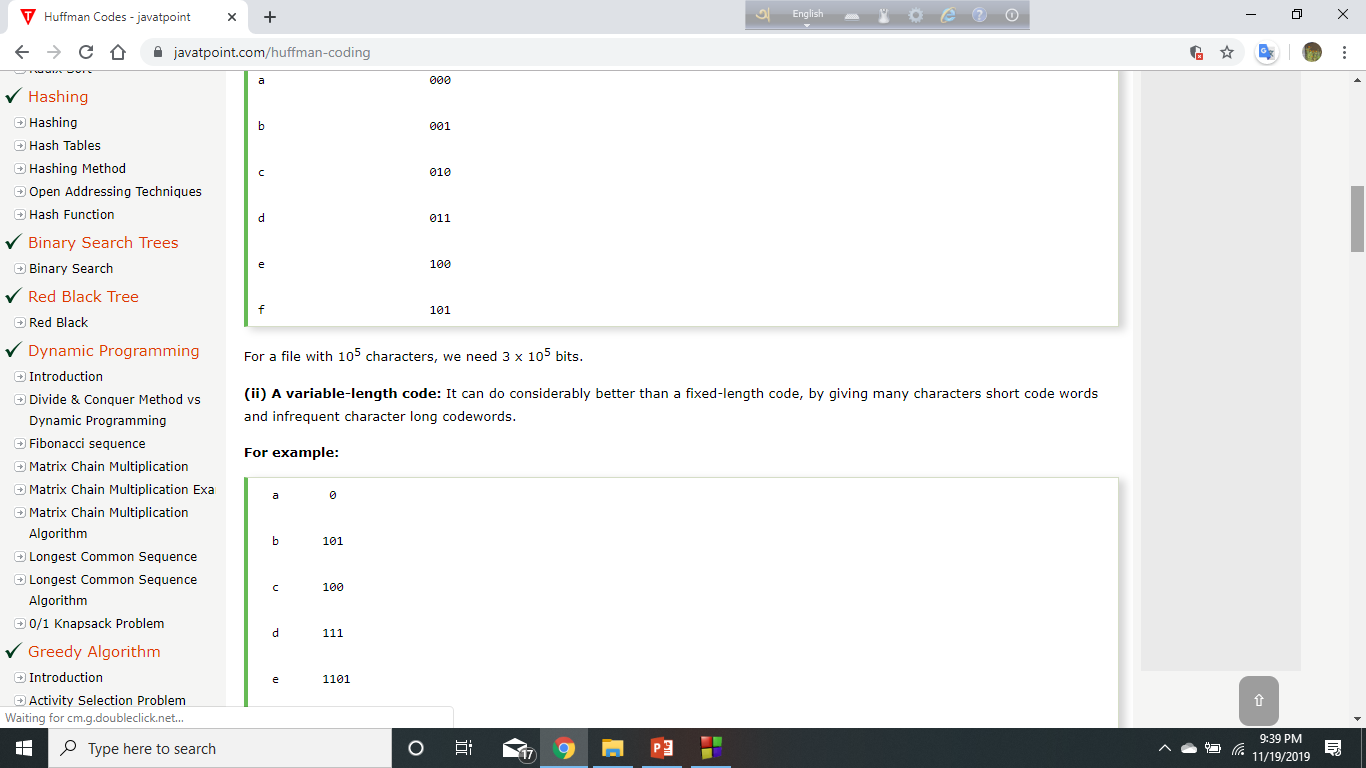 Huffman Codes - javatpoint
English
javatpoint.com/huffman-coding
Radix Sort
Hashing
Hashing
Hash Tables
Hashing Method
Open Addressing Techniques
Hash Function
Binary Search Trees
Binary Search
Red Black Tree
Red Black
Dynamic Programming
Introduction
Divide & Conquer Method vs
Dynamic Programming
Fibonacci sequence
Matrix Chain Multiplication
Matrix Chain Multiplication Exa
Matrix Chain Multiplication
Algorithm
Longest Common Sequence
Longest Common Sequence
Algorithm
0/1 Knapsack Problem
Greedy Algorithm
Introduction
Activity Selection Problem
Waiting for cm.g.doubleclick.net...
a 000
b 001
c 010
d 011
e 100
f 101
For a file with 10⁵ characters, we need 3 x 10⁵ bits.
(ii) A variable-length code: It can do considerably better than a fixed-length code, by giving many characters short code words
and infrequent character long codewords.
For example:
a 0
b 101
c 100
d 111
e 1101
Type here to search
17
9:39 PM
11/19/2019